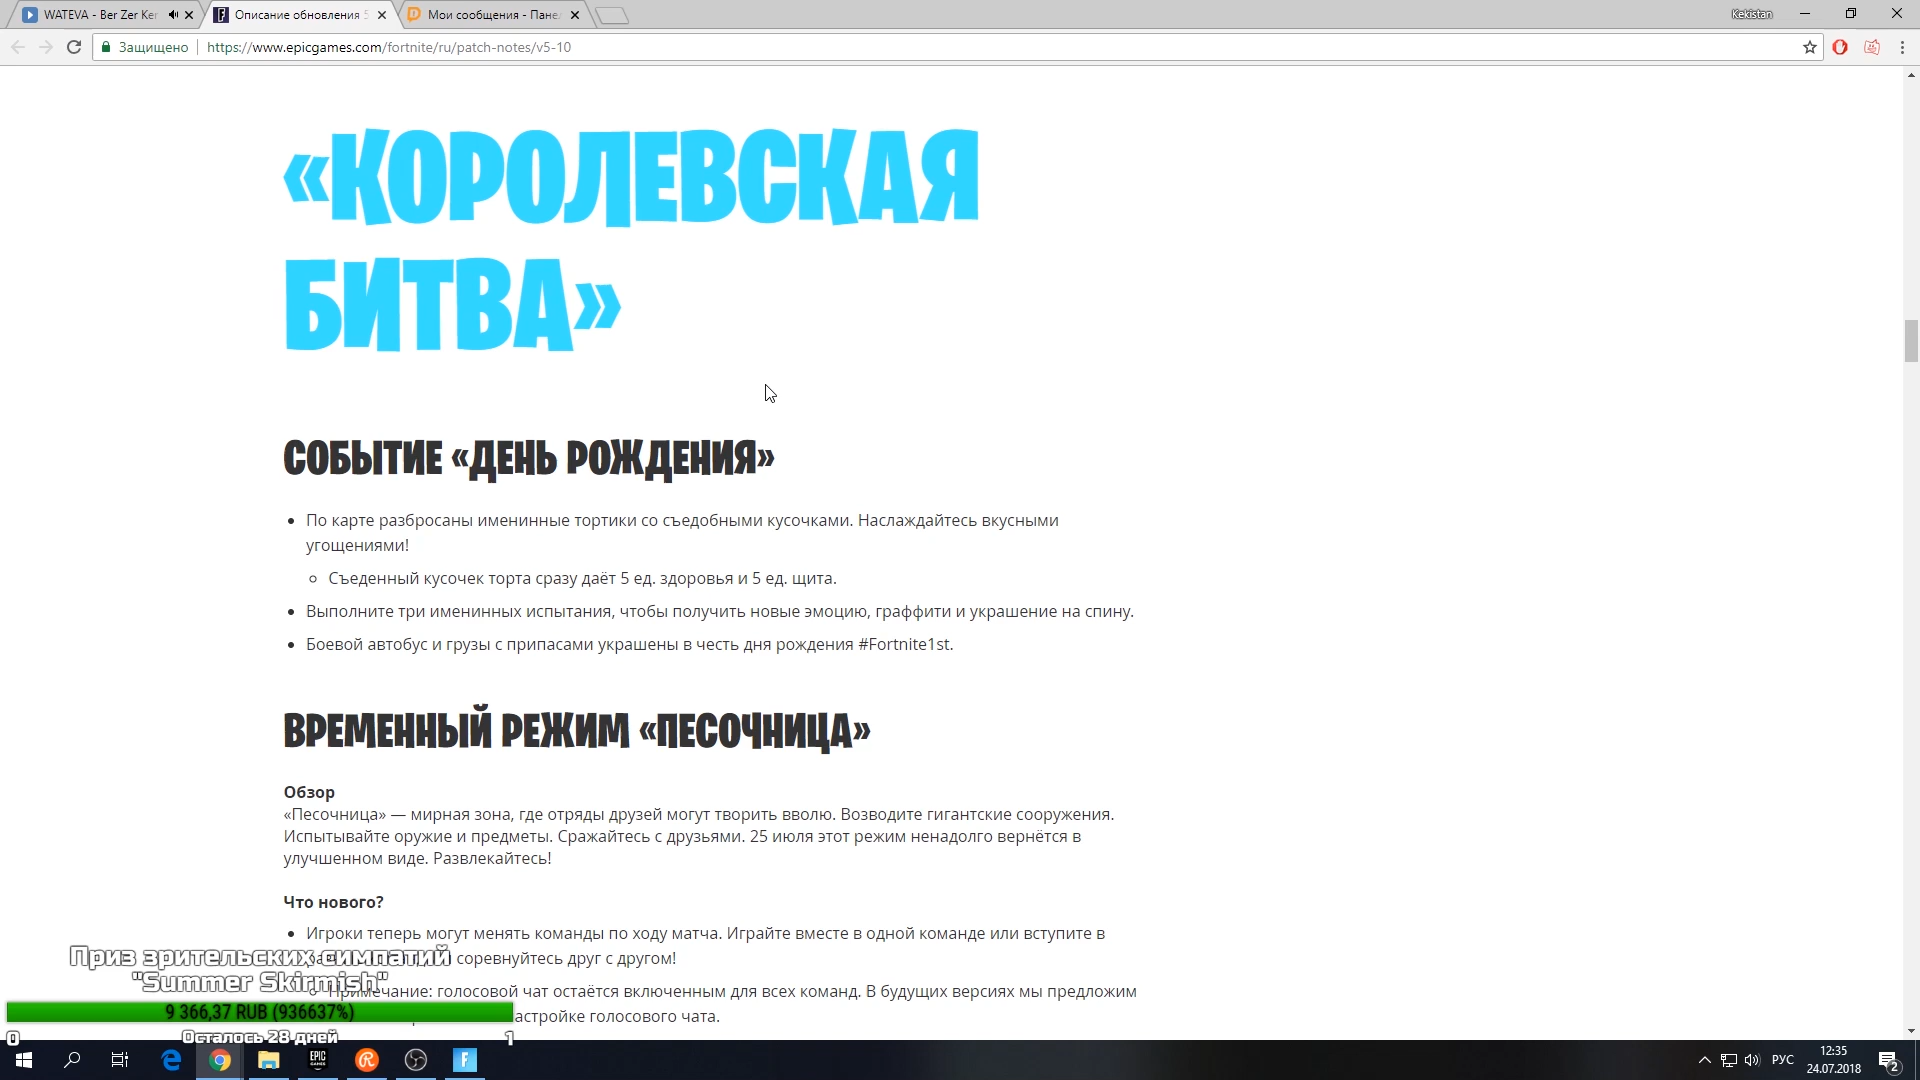 WATEVA - Ber Zer Ker
Описание обновления 5
Мои сообщения - Пане
Kekistan
Защищено
https://www.epicgames.com/fortnite/ru/patch-notes/v5-10
«КОРОЛЕВСКАЯ
БИТВА»
СОБЫТИЕ «ДЕНЬ РОЖДЕНИЯ»
По карте разбросаны именинные тортики со съедобными кусочками. Наслаждайтесь вкусными
угощениями!
Съеденный кусочек торта сразу даёт 5 ед. здоровья и 5 ед. щита.
Выполните три именинных испытания, чтобы получить новые эмоцию, граффити и украшение на спину.
Боевой автобус и грузы с припасами украшены в честь дня рождения #Fortnite1st.
ВРЕМЕННЫЙ РЕЖИМ «ПЕСОЧНИЦА»
Обзор
«Песочница» — мирная зона, где отряды друзей могут творить вволю. Возводите гигантские сооружения.
Испытывайте оружие и предметы. Сражайтесь с друзьями. 25 июля этот режим ненадолго вернётся в
улучшенном виде. Развлекайтесь!
Что нового?
Игроки теперь могут менять команды по ходу матча. Играйте вместе в одной команде или вступите в
соревнуйтесь друг с другом!
Примечание: голосовой чат остаётся включенным для всех команд. В будущих версиях мы предложим
астройке голосового чата.
Приз зрительских симпатий
"Summer Skirmish"
9 366,37 RUB (936637%)
0 Осталось 28 дней 1
EPIC GAMES
РУС
12:35
24.07.2018
2